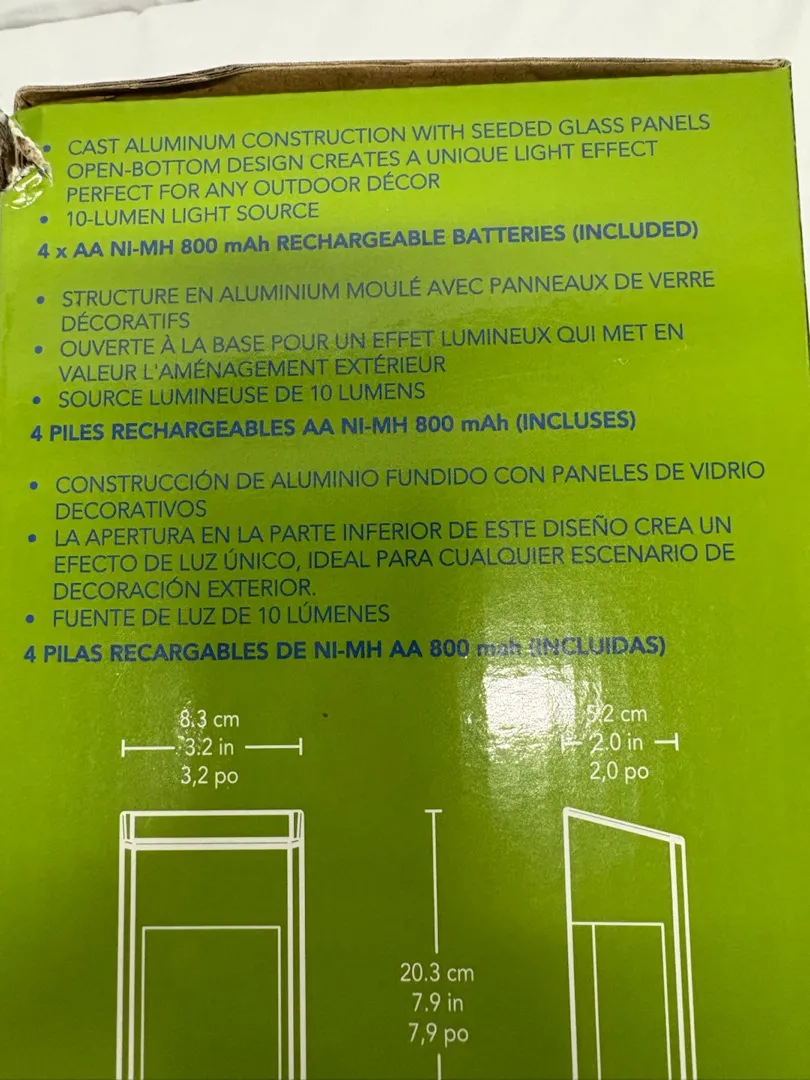 • CAST ALUMINUM CONSTRUCTION WITH SEEDED GLASS PANELS
OPEN-BOTTOM DESIGN CREATES A UNIQUE LIGHT EFFECT
PERFECT FOR ANY OUTDOOR DÉCOR
• 10-LUMEN LIGHT SOURCE
4 x AA NI-MH 800 mAh RECHARGEABLE BATTERIES (INCLUDED)
• STRUCTURE EN ALUMINIUM MOULÉ AVEC PANNEAUX DE VERRE
DÉCORATIFS
• OUVERTE À LA BASE POUR UN EFFET LUMINEUX QUI MET EN
VALEUR L'AMÉNAGEMENT EXTÉRIEUR
• SOURCE LUMINEUSE DE 10 LUMENS
4 PILES RECHARGEABLES AA NI-MH 800 mAh (INCLUSES)
• CONSTRUCCIÓN DE ALUMINIO FUNDIDO CON PANELES DE VIDRIO
DECORATIVOS
• LA APERTURA EN LA PARTE INFERIOR DE ESTE DISEÑO CREA UN
EFECTO DE LUZ ÚNICO, IDEAL PARA CUALQUIER ESCENARIO DE
DECORACIÓN EXTERIOR.
• FUENTE DE LUZ DE 10 LÚMENES
4 PILAS RECARGABLES DE NI-MH AA 800 mah (INCLUIDAS)
8.3 cm
3.2 in
3,2 po
5.2 cm
2.0 in
2,0 po
20.3 cm
7.9 in
7,9 po